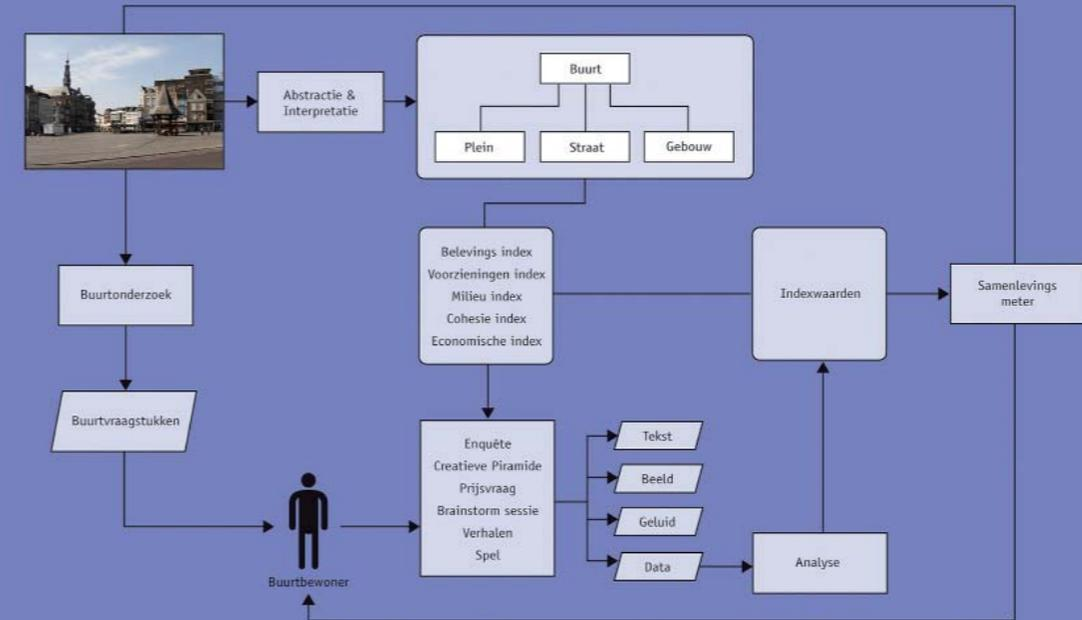 Abstractie &
Interpretatie
Buurt
Plein
Straat
Gebouw
Buurtonderzoek
Belevings index
Voorzieningen index
Milieu index
Cohesie index
Economische index
Indexwaarden
Samenlevings
meter
Buurtvraagstukken
Enquête
Creatieve Piramide
Prijsvraag
Brainstorm sessie
Verhalen
Spel
Tekst
Beeld
Geluid
Data
Analyse
Buurtbewoner